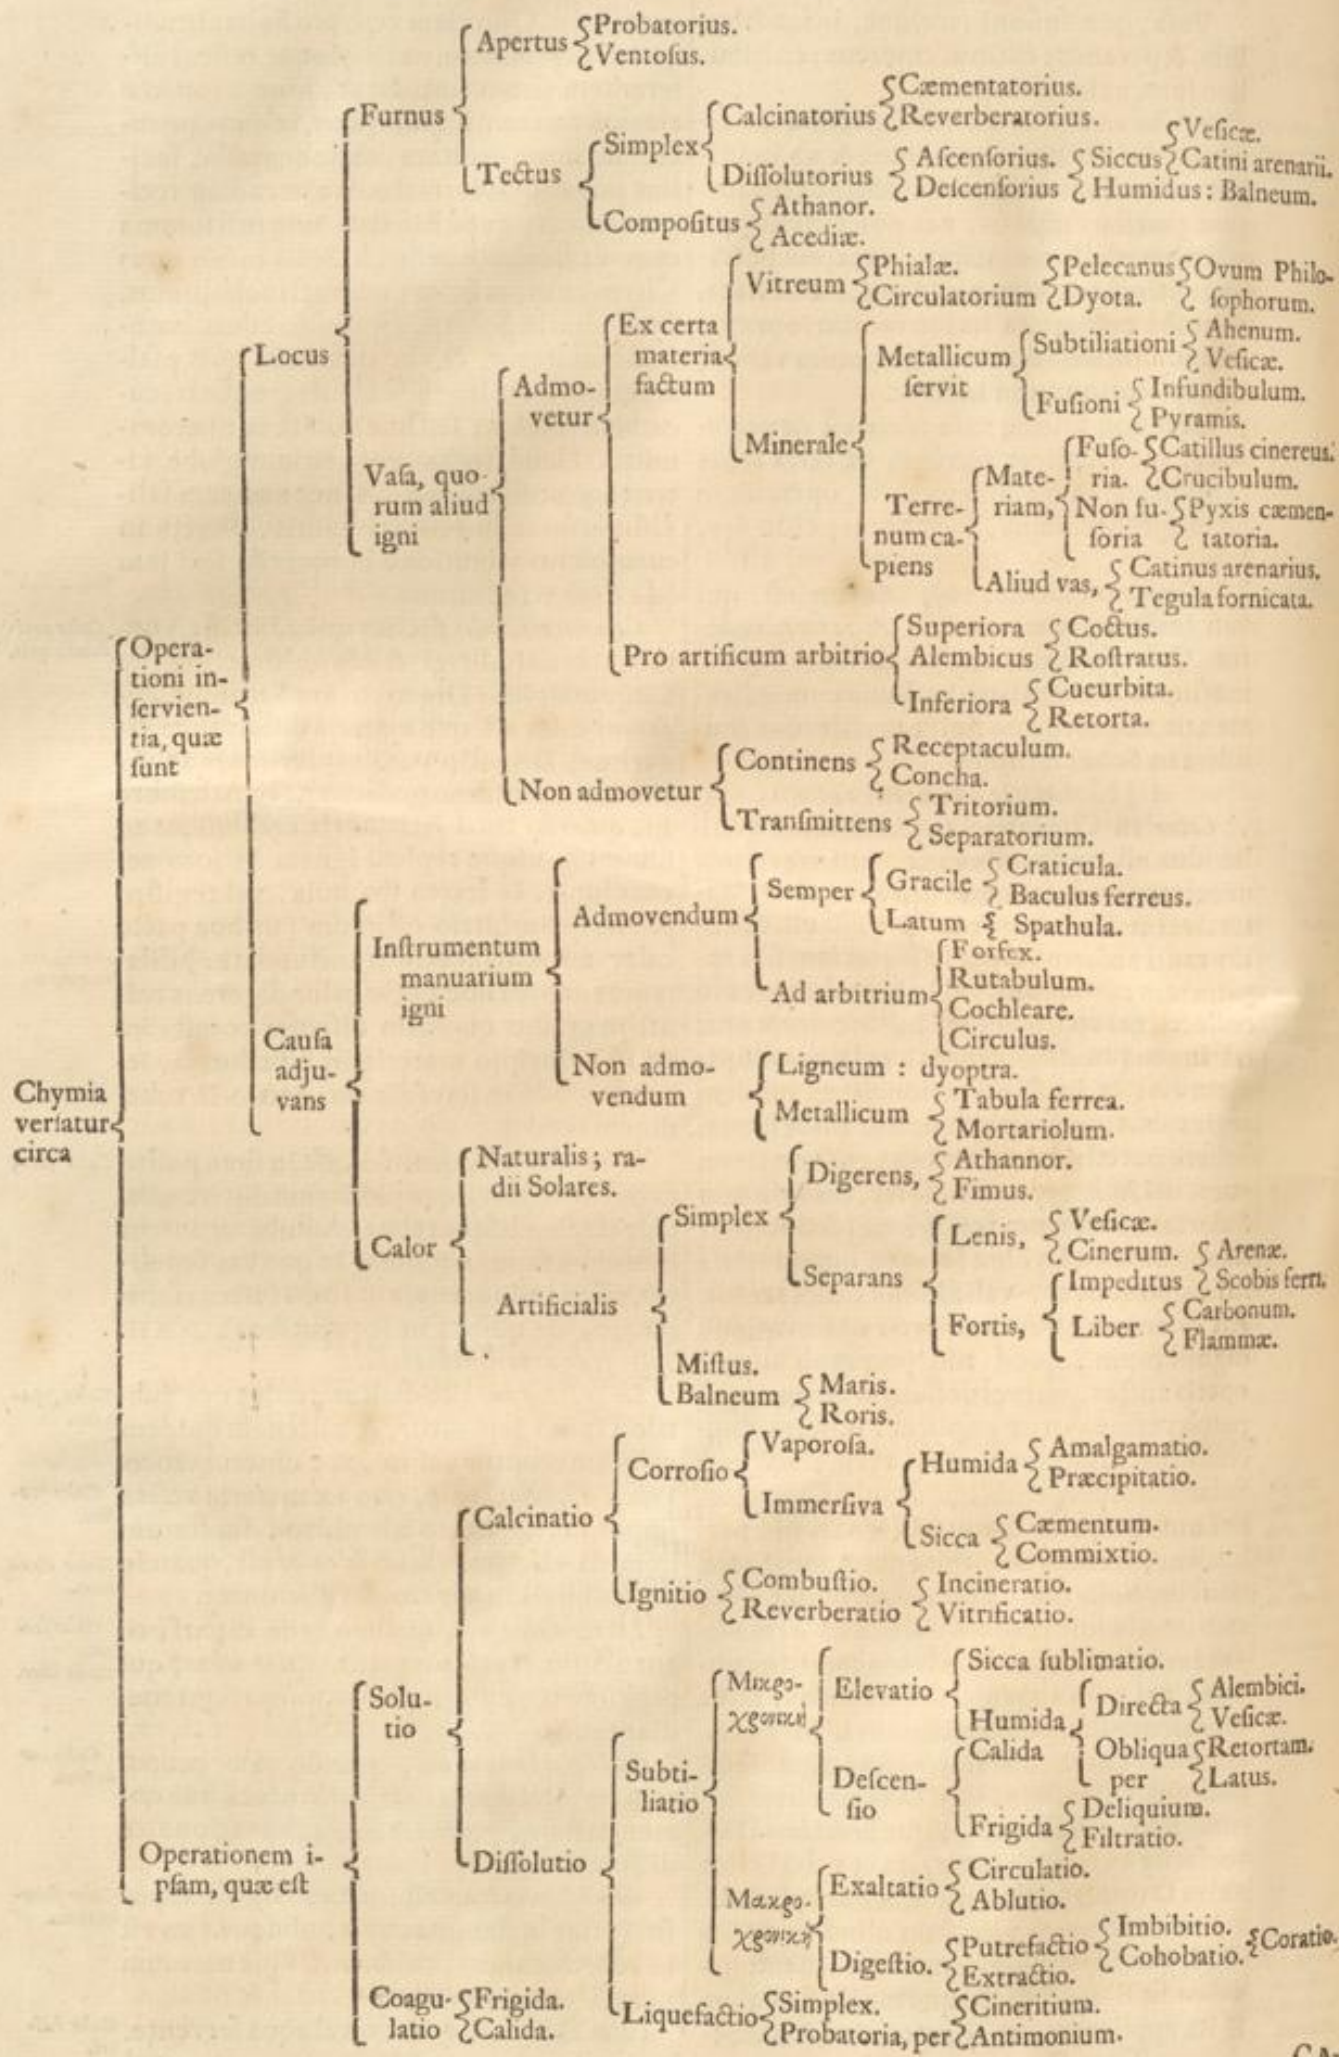 Apertus
Probatorius.
Ventoſus.
Furnus
Tectus
Simplex
Calcinatorius
Cæmentatorius.
Reverberatorius.
Diſſolutorius
Aſcenſorius.
Deſcenſorius
Siccus
Veſicæ.
Catini arenarii.
Humidus: Balneum.
Compoſitus
Athanor.
Acediæ.
Locus
Vaſa, quo-
rum aliud
igni
Admo-
vetur
Ex certa
materia
factum
Vitreum
Phialæ.
Circulatorium
Pelecanus
Dyota.
Ovum Philo-
ſophorum.
Minerale
Metallicum
ſervit
Subtiliationi
Ahenum.
Veſicæ.
Fuſioni
Infundibulum.
Pyramis.
Terre-
num ca-
piens
Mate-
riam,
Fuſo-
ria.
Catillus cinereus.
Crucibulum.
Non fu-
ſoria
Pyxis cæmen-
tatoria.
Aliud vas,
Catinus arenarius.
Tegula fornicata.
Pro artificum arbitrio
Superiora
Alembicus
Coctus.
Roſtratus.
Inferiora
Cucurbita.
Retorta.
Non admovetur
Continens
Receptaculum.
Concha.
Tranſmittens
Tritorium.
Separatorium.
Opera-
tioni in-
ſervien-
tia, quæ
ſunt
Cauſa
adju-
vans
Inſtrumentum
manuarium
igni
Admovendum
Semper
Gracile
Craticula.
Baculus ferreus.
Latum
Spathula.
Ad arbitrium
Forfex.
Rutabulum.
Cochleare.
Circulus.
Non admo-
vendum
Ligneum : dyoptra.
Metallicum
Tabula ferrea.
Mortariolum.
Chymia
verſatur
circa
Calor
Naturalis; ra-
dii Solares.
Artificialis
Simplex
Digerens,
Athannor.
Fimus.
Separans
Lenis,
Veſicæ.
Cinerum.
Fortis,
Impeditus
Arenæ.
Scobis ferri.
Liber
Carbonum.
Flammæ.
Miſtus.
Balneum
Maris.
Roris.
Operationem i-
pſam, quæ eſt
Solu-
tio
Calcinatio
Corroſio
Vaporoſa.
Immerſiva
Humida
Amalgamatio.
Præcipitatio.
Sicca
Cæmentum.
Commixtio.
Ignitio
Combuſtio.
Reverberatio
Incineratio.
Vitrificatio.
Diſſolutio
Subti-
liatio
Μικρο-
χρονικὴ
Elevatio
Sicca ſublimatio.
Humida
Directa
Alembici.
Veſicæ.
Obliqua
per
Retortam.
Latus.
Deſcen-
ſio
Calida
Frigida
Deliquium.
Filtratio.
Μακρο-
χρονικὴ
Exaltatio
Circulatio.
Ablutio.
Digeſtio.
Putrefactio
Extractio.
Imbibitio.
Cohobatio.
Coratio.
Liquefactio
Simplex.
Probatoria, per
Cineritium.
Antimonium.
Coagu-
latio
Frigida.
Calida.